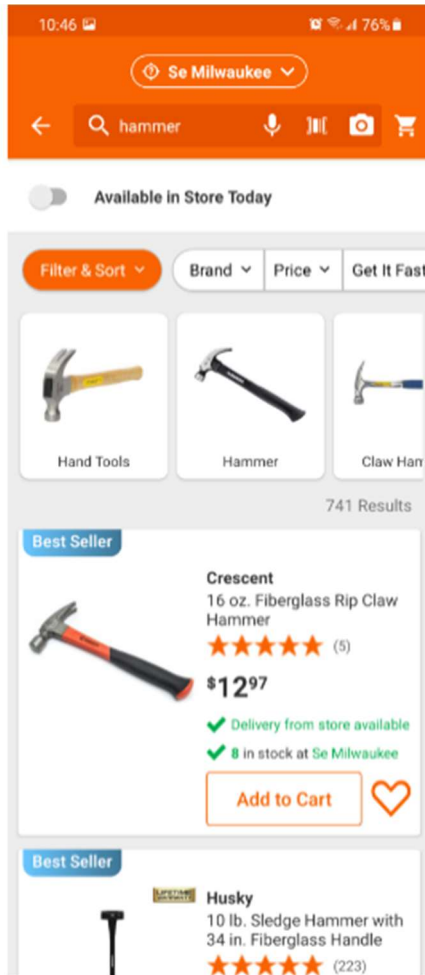 10:46 76%
Se Milwaukee
hammer
Available in Store Today
Filter & Sort Brand Price Get It Fast
Hand Tools Hammer Claw Ham
741 Results
Best Seller
Crescent
16 oz. Fiberglass Rip Claw
Hammer
(5)
$1297
Delivery from store available
8 in stock at Se Milwaukee
Add to Cart
Best Seller
LIFETIME
WARRANTY
Husky
10 lb. Sledge Hammer with
34 in. Fiberglass Handle
(223)